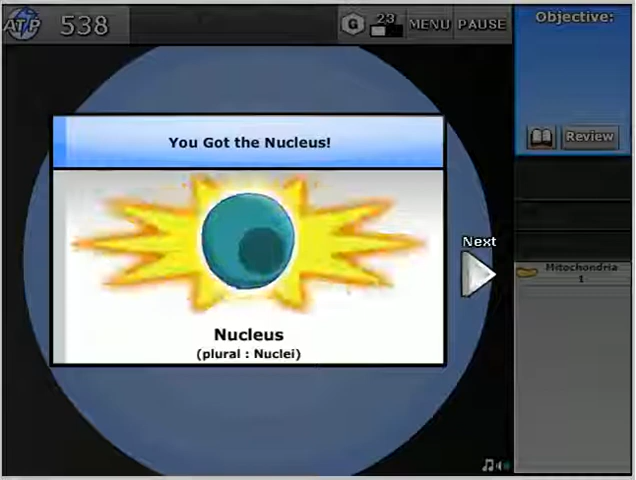 ATP 538
G 23 MENU PAUSE
Objective:
Review
You Got the Nucleus!
Next
Mitochondria
1
Nucleus
(plural : Nuclei)